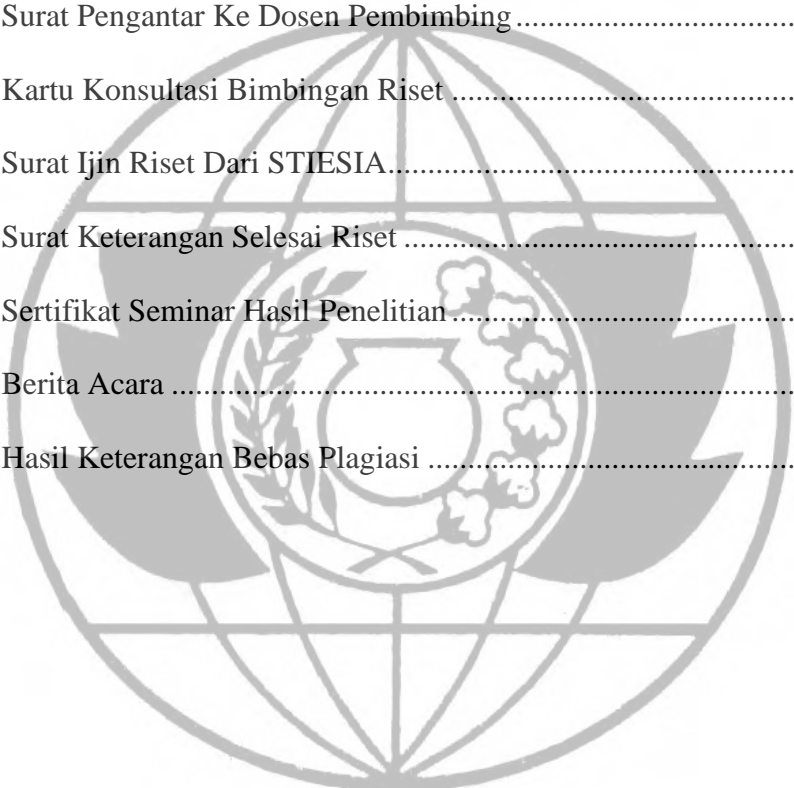 Surat Pengantar Ke Dosen Pembimbing...................................
Kartu Konsultasi Bimbingan Riset ...........................................
Surat Ijin Riset Dari STIESIA...................................................
Surat Keterangan Selesai Riset .................................................
Sertifikat Seminar Hasil Penelitian...........................................
Berita Acara ..............................................................................
Hasil Keterangan Bebas Plagiasi ..............................................